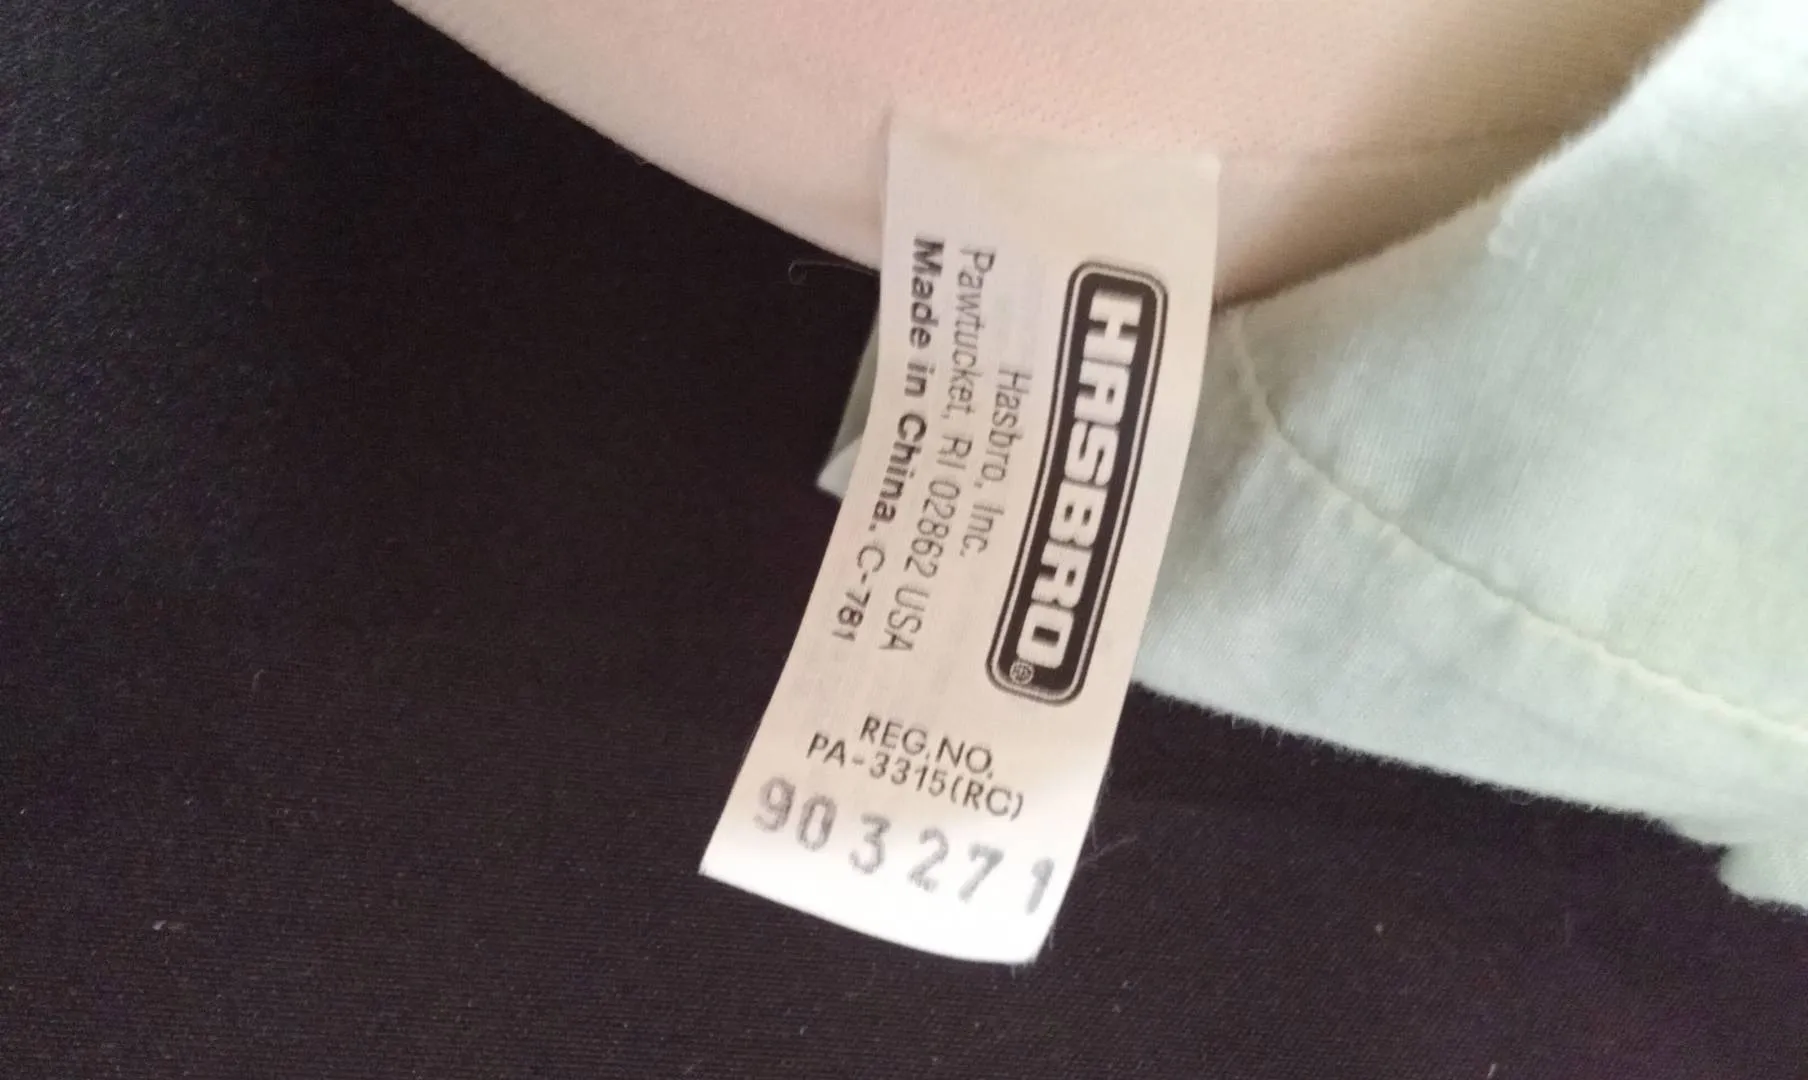 HASBRO®
Hasbro, Inc.
Pawtucket, RI 02862 USA
Made in China. C-781
REG.NO.
PA-3315(RC)
903271